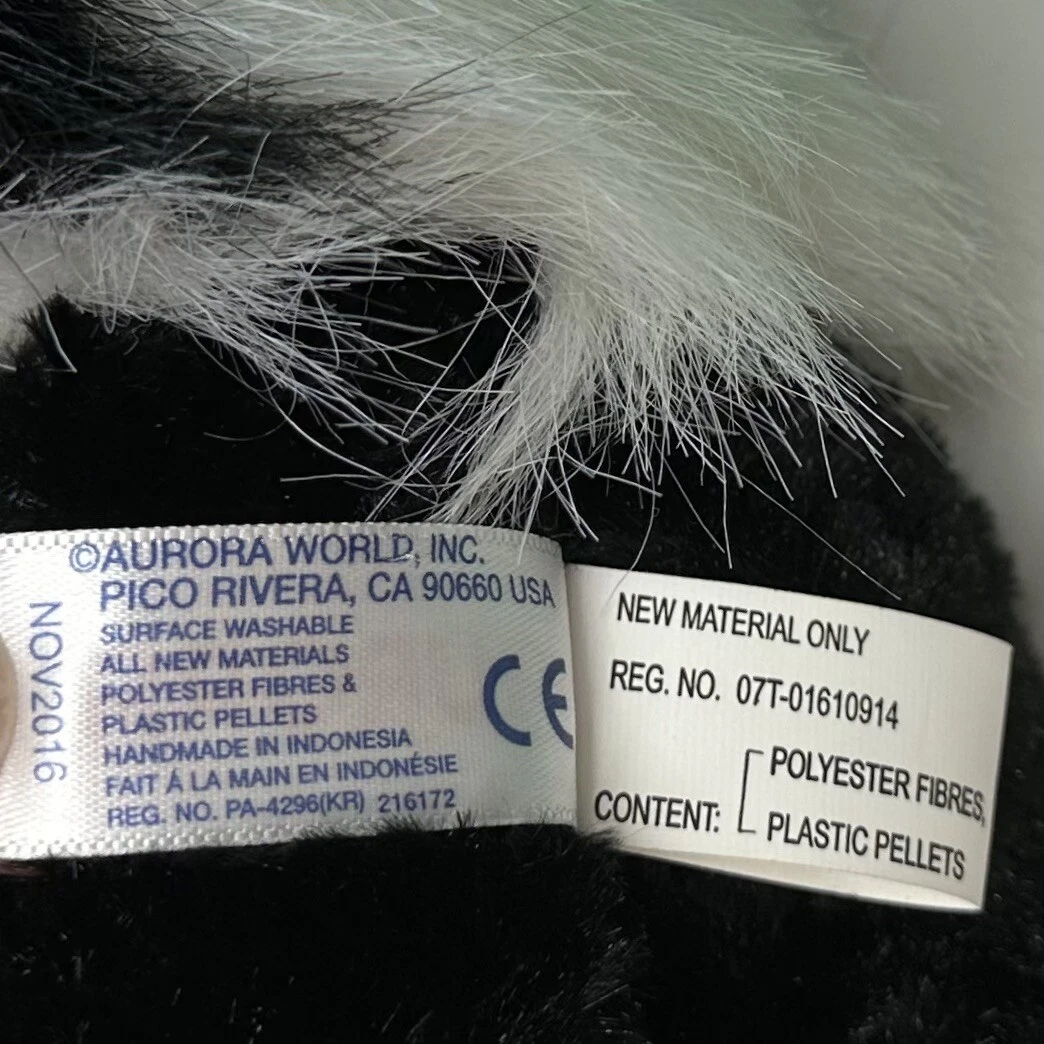 ©AURORA WORLD, INC.
PICO RIVERA, CA 90660 USA
SURFACE WASHABLE
ALL NEW MATERIALS
POLYESTER FIBRES &
PLASTIC PELLETS
HANDMADE IN INDONESIA
FAIT Á LA MAIN EN INDONÉSIE
REG. NO. PA-4296(KR) 216172
NOV2016
CE
NEW MATERIAL ONLY
REG. NO. 07T-01610914
CONTENT:
POLYESTER FIBRES,
PLASTIC PELLETS